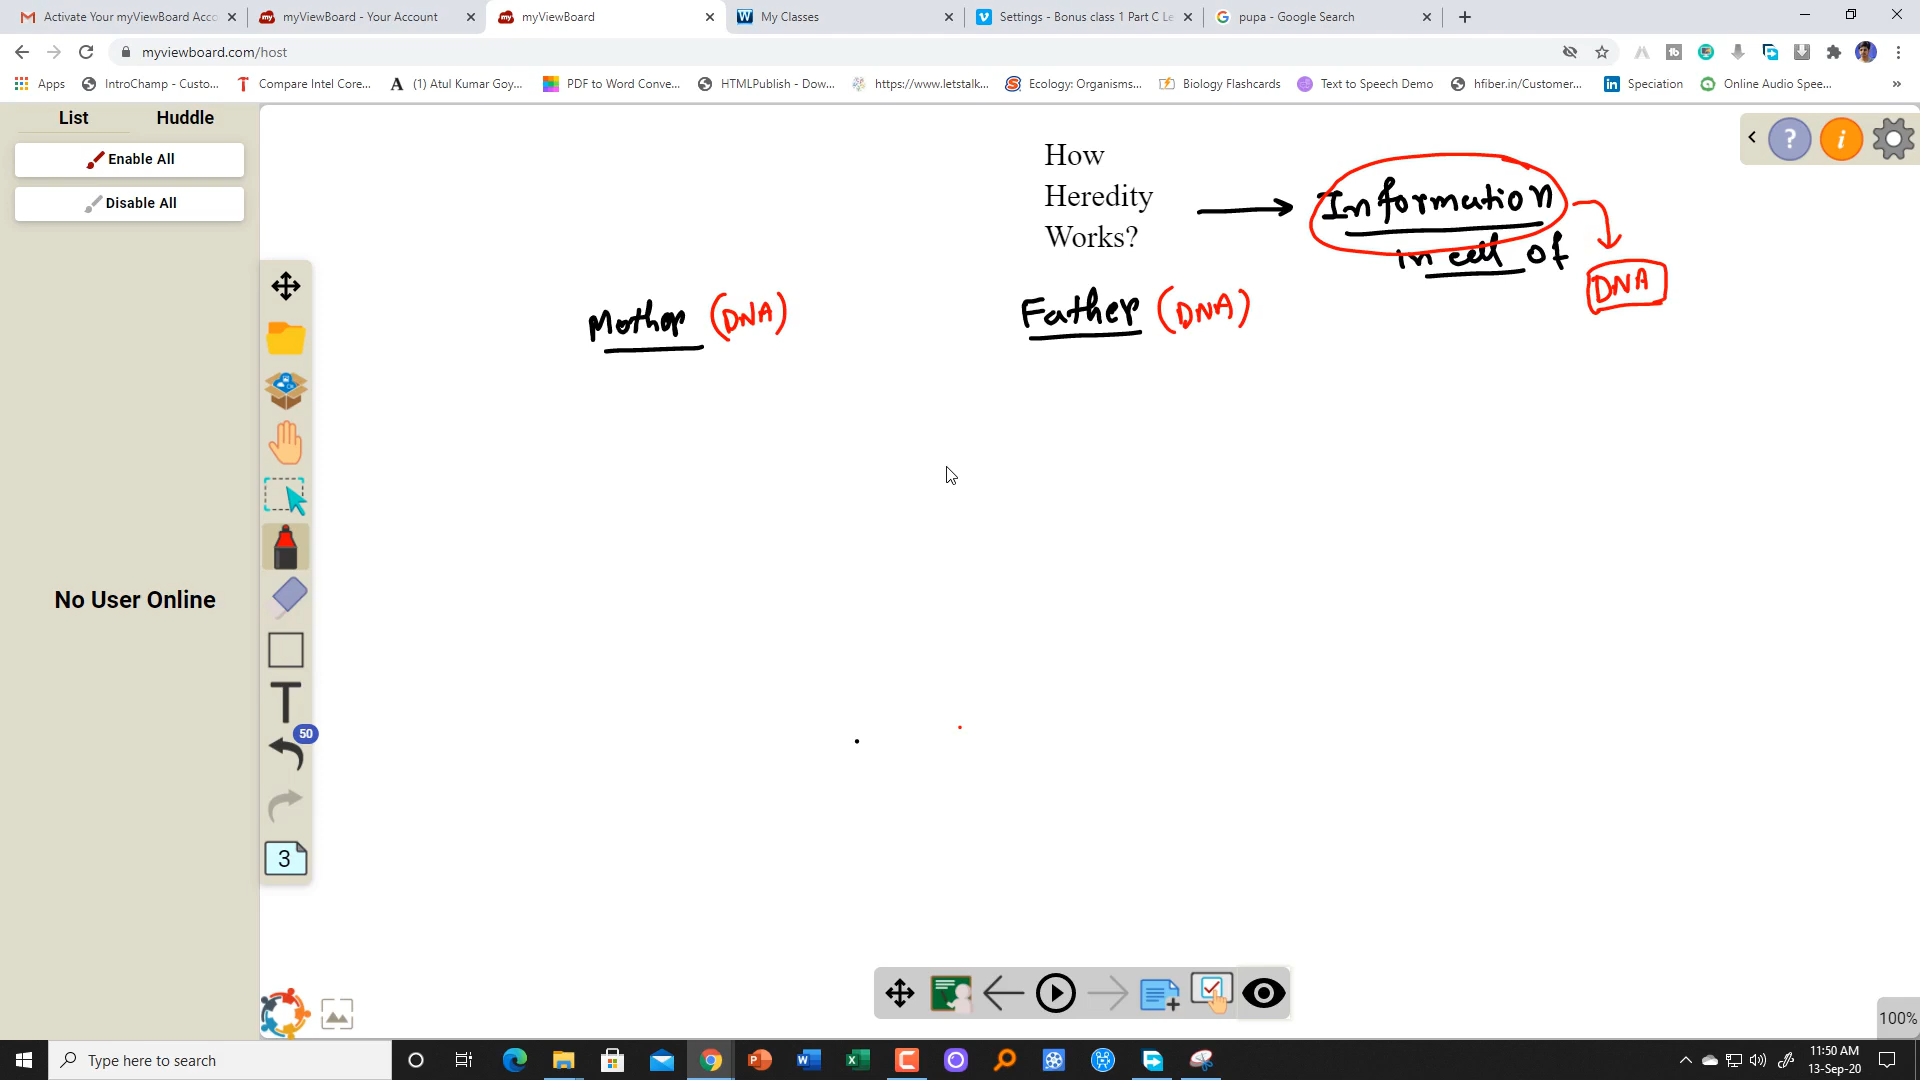 Activate Your myViewBoard Acco
myViewBoard - Your Account
myViewBoard
My Classes
Settings - Bonus class 1 Part C Le
pupa - Google Search
myviewboard.com/host
Apps
IntroChamp - Custo...
Compare Intel Core...
(1) Atul Kumar Goy...
PDF to Word Conve...
HTMLPublish - Dow...
https://www.letstalk...
Ecology: Organisms...
Biology Flashcards
Text to Speech Demo
hfiber.in/Customer...
Speciation
Online Audio Spee...
List
Huddle
Enable All
Disable All
How
Heredity
Works?
Information
in cell of
DNA
Mother (DNA)
Father (DNA)
No User Online
50
3
100%
Type here to search
11:50 AM
13-Sep-20